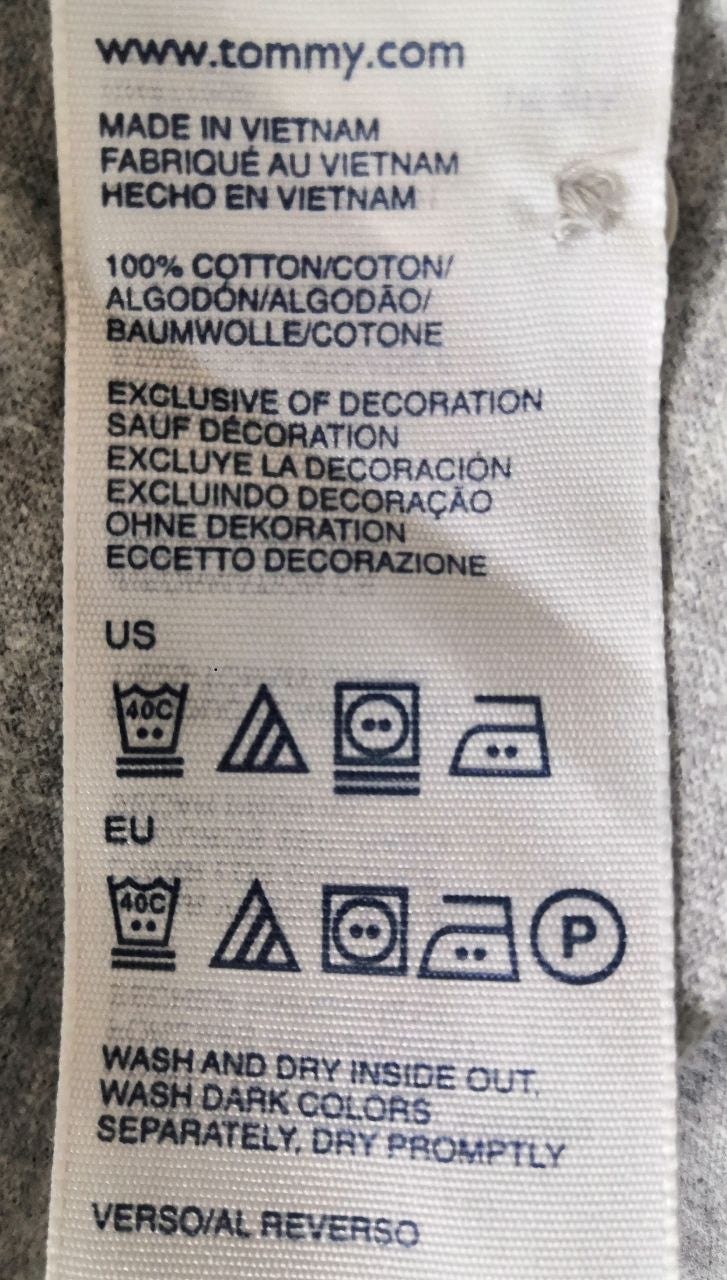 www.tommy.com
MADE IN VIETNAM
FABRIQUÉ AU VIETNAM
HECHO EN VIETNAM
100% COTTON/COTON/
ALGODÓN/ALGODÃO/
BAUMWOLLE/COTONE
EXCLUSIVE OF DECORATION
SAUF DÉCORATION
EXCLUYE LA DECORACIÓN
EXCLUINDO DECORAÇÃO
OHNE DEKORATION
ECCETTO DECORAZIONE
US
40C
EU
40C P
WASH AND DRY INSIDE OUT,
WASH DARK COLORS
SEPARATELY, DRY PROMPTLY
VERSO/AL REVERSO